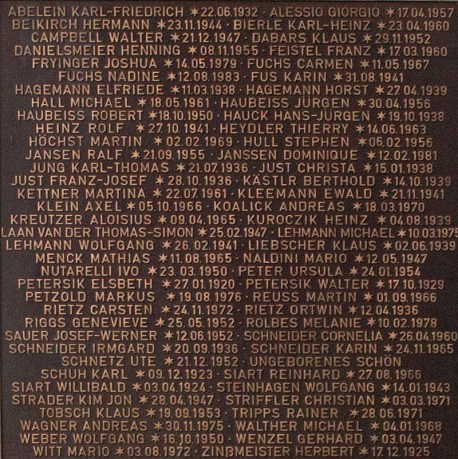 ABELEIN KARL-FRIEDRICH ✶ 22.06.1932 · ALESSIO GIORGIO ✶ 17.04.1957
BEIKIRCH HERMANN ✶ 23.11.1944 · BIERLE KARL-HEINZ ✶ 23.04.1960
CAMPBELL WALTER ✶ 21.12.1947 · DABARS KLAUS ✶ 29.11.1952
DANIELSMEIER HENNING ✶ 08.11.1955 · FEISTEL FRANZ ✶ 17.03.1960
FRYINGER JOSHUA ✶ 14.05.1979 · FUCHS CARMEN ✶ 11.05.1967
FUCHS NADINE ✶ 12.08.1983 · FUS KARIN ✶ 31.08.1941
HAGEMANN ELFRIEDE ✶ 11.03.1938 · HAGEMANN HORST ✶ 27.04.1939
HALL MICHAEL ✶ 18.05.1961 · HAUBEISS JÜRGEN ✶ 30.04.1956
HAUBEISS ROBERT ✶ 18.10.1950 · HAUCK HANS-JÜRGEN ✶ 19.10.1938
HEINZ ROLF ✶ 27.10.1941 · HEYDLER THIERRY ✶ 14.06.1963
HÖCHST MARTIN ✶ 02.02.1969 · HULL STEPHEN ✶ 06.02.1956
JANSEN RALF ✶ 21.09.1955 · JANSSEN DOMINIQUE ✶ 12.02.1981
JUNG KARL-THOMAS ✶ 21.07.1936 · JUST CHRISTA ✶ 15.01.1938
JUST FRANZ-JOSEF ✶ 28.10.1936 · KÄSTLR BERTHOLD ✶ 14.10.1939
KETTNER MARTINA ✶ 22.07.1961 · KLEEMANN EWALD ✶ 21.11.1941
KLEIN AXEL ✶ 05.10.1966 · KOALICK ANDREAS ✶ 18.03.1970
KREUTZER ALOISIUS ✶ 09.04.1965 · KUROCZIK HEINZ ✶ 04.08.1939
LAAN VAN DER THOMAS-SIMON ✶ 25.02.1947 · LEHMANN MICHAEL ✶ 10.03.1975
LEHMANN WOLFGANG ✶ 26.02.1941 · LIEBSCHER KLAUS ✶ 02.06.1939
MENCK MATHIAS ✶ 11.08.1965 · NALDINI MARIO ✶ 12.05.1947
NUTARELLI IVO ✶ 23.03.1950 · PETER URSULA ✶ 24.01.1954
PETERSIK ELSBETH ✶ 27.01.1920 · PETERSIK WALTER ✶ 17.10.1929
PETZOLD MARKUS ✶ 19.08.1976 · REUSS MARTIN ✶ 01.09.1966
RIETZ CARSTEN ✶ 24.11.1972 · RIETZ ORTWIN ✶ 12.04.1936
RIGGS GENEVIEVE ✶ 25.05.1952 · ROLBES MELANIE ✶ 10.02.1978
SAUER JOSEF-WERNER ✶ 12.06.1952 · SCHNEIDER CORNELIA ✶ 26.04.1960
SCHNEIDER IRMGARD ✶ 20.09.1936 · SCHNEIDER KARIN ✶ 24.11.1965
SCHNETZ UTE ✶ 21.12.1952 · UNGEBORENES SCHÖN
SCHUH KARL ✶ 09.12.1923 · SIART REINHARD ✶ 27.08.1966
SIART WILLIBALD ✶ 03.04.1924 · STEINHAGEN WOLFGANG ✶ 14.01.1943
STRADER KIM JON ✶ 28.04.1947 · STRIFFLER CHRISTIAN ✶ 03.03.1971
TOBSCH KLAUS ✶ 19.09.1953 · TRIPPS RAINER ✶ 28.06.1971
WAGNER ANDREAS ✶ 30.11.1975 · WALTHER MICHAEL ✶ 04.01.1968
WEBER WOLFGANG ✶ 16.10.1950 · WENZEL GERHARD ✶ 03.04.1947
WITT MARIO ✶ 03.08.1972 · ZINßMEISTER HERBERT ✶ 17.12.1925